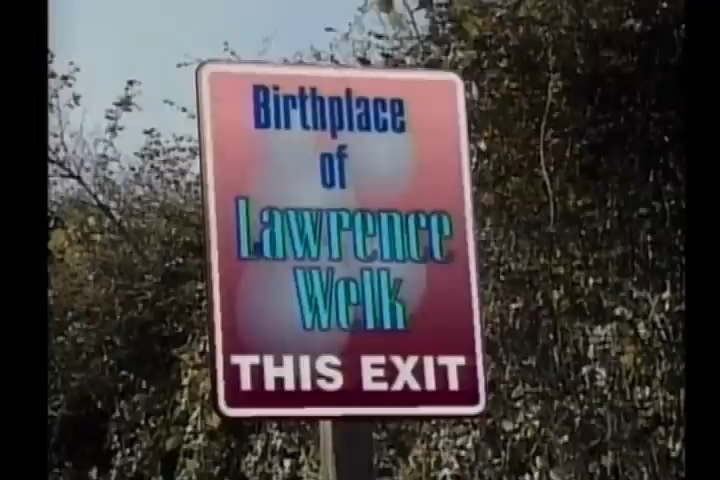 Birthplace
of
Lawrence
Welk
THIS EXIT